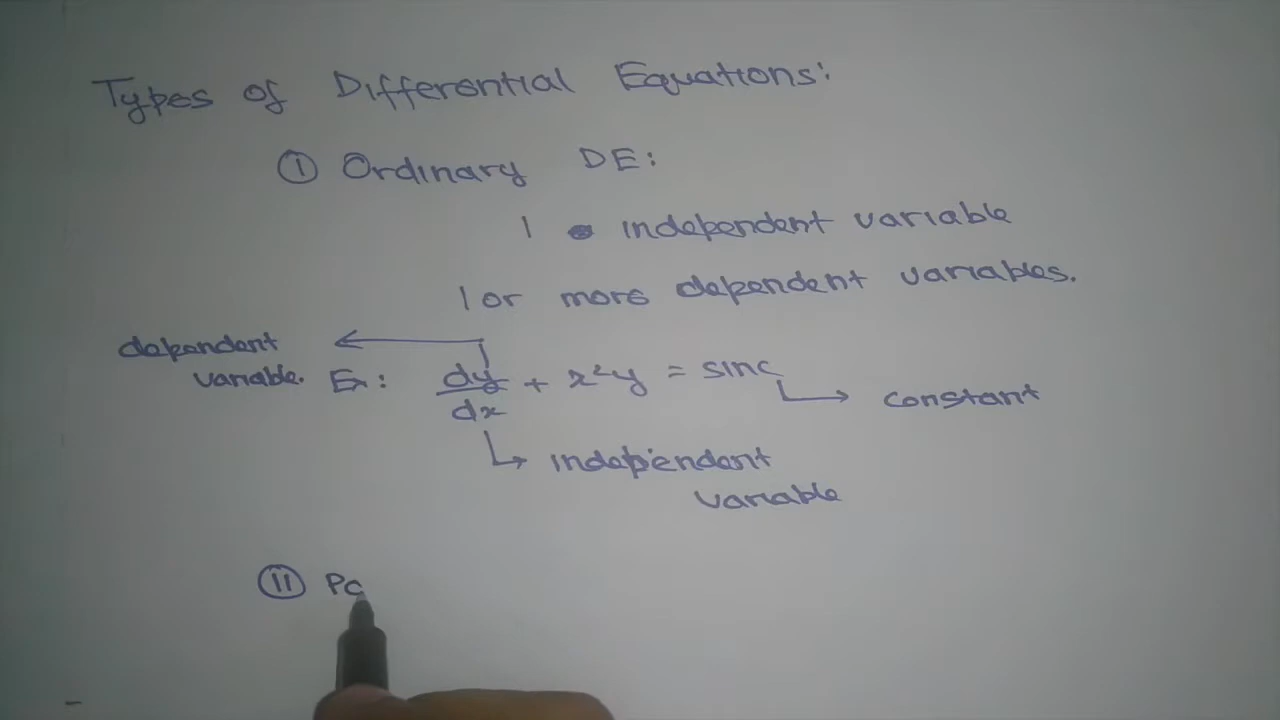 Types of Differential Equations:
① Ordinary DE:
1 independent variable
1 or more dependent variables.
dependent
variable.
Ex: dy/dx + x²y = sinc
constant
independent
variable
Ⓘ Pa